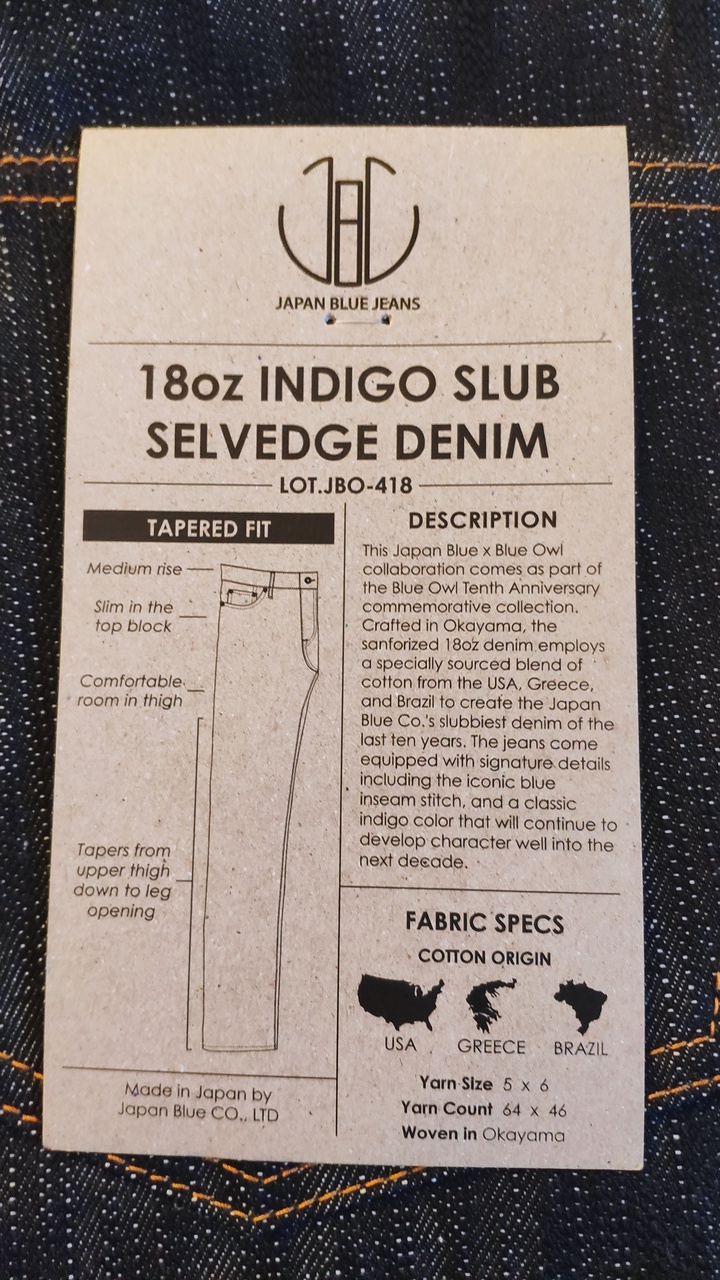 JAPAN BLUE JEANS
18oz INDIGO SLUB
SELVEDGE DENIM
LOT.JBO-418
TAPERED FIT
Medium rise
Slim in the
top block
Comfortable
room in thigh
Tapers from
upper thigh
down to leg
opening
Made in Japan by
Japan Blue CO., LTD
DESCRIPTION
This Japan Blue x Blue Owl
collaboration comes as part of
the Blue Owl Tenth Anniversary
commemorative collection.
Crafted in Okayama, the
sanforized 18oz denim employs
a specially sourced blend of
cotton from the USA, Greece,
and Brazil to create the Japan
Blue Co.'s slubbiest denim of the
last ten years. The jeans come
equipped with signature details
including the iconic blue
inseam stitch, and a classic
indigo color that will continue to
develop character well into the
next decade.
FABRIC SPECS
COTTON ORIGIN
USA GREECE BRAZIL
Yarn Size 5 x 6
Yarn Count 64 x 46
Woven in Okayama